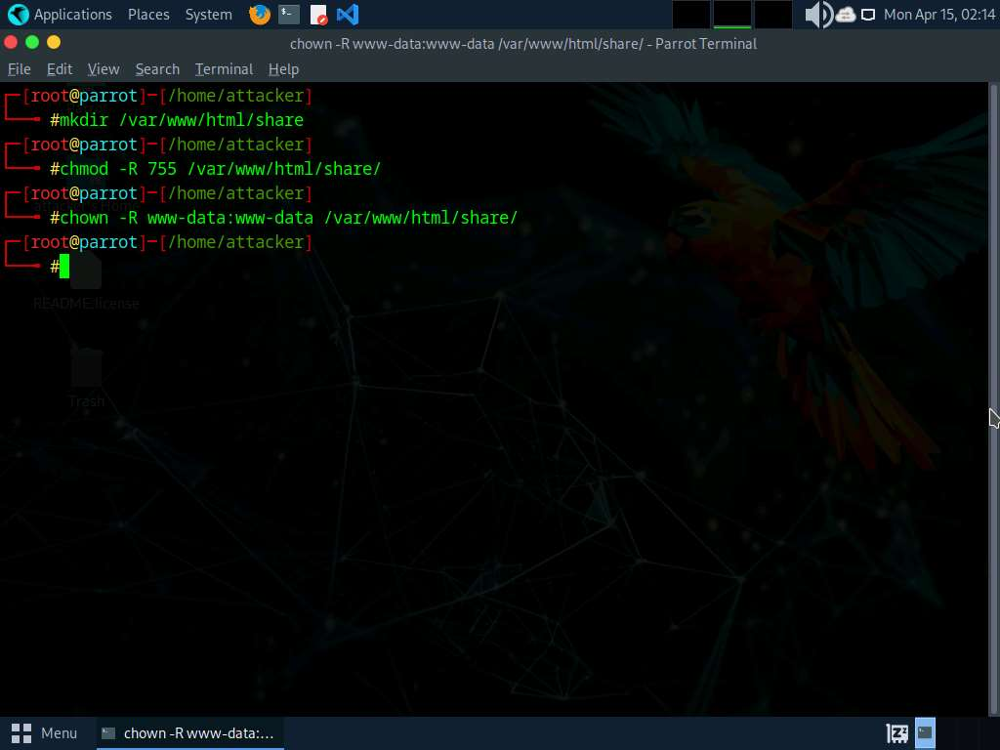 Applications Places System Mon Apr 15, 02:14
chown -R www-data:www-data /var/www/html/share/ - Parrot Terminal
File Edit View Search Terminal Help
[root@parrot]─[/home/attacker]
#mkdir /var/www/html/share
[root@parrot]─[/home/attacker]
#chmod -R 755 /var/www/html/share/
[root@parrot]─[/home/attacker]
#chown -R www-data:www-data /var/www/html/share/
[root@parrot]─[/home/attacker]
#
README.license
Trash
Menu chown -R www-data:...